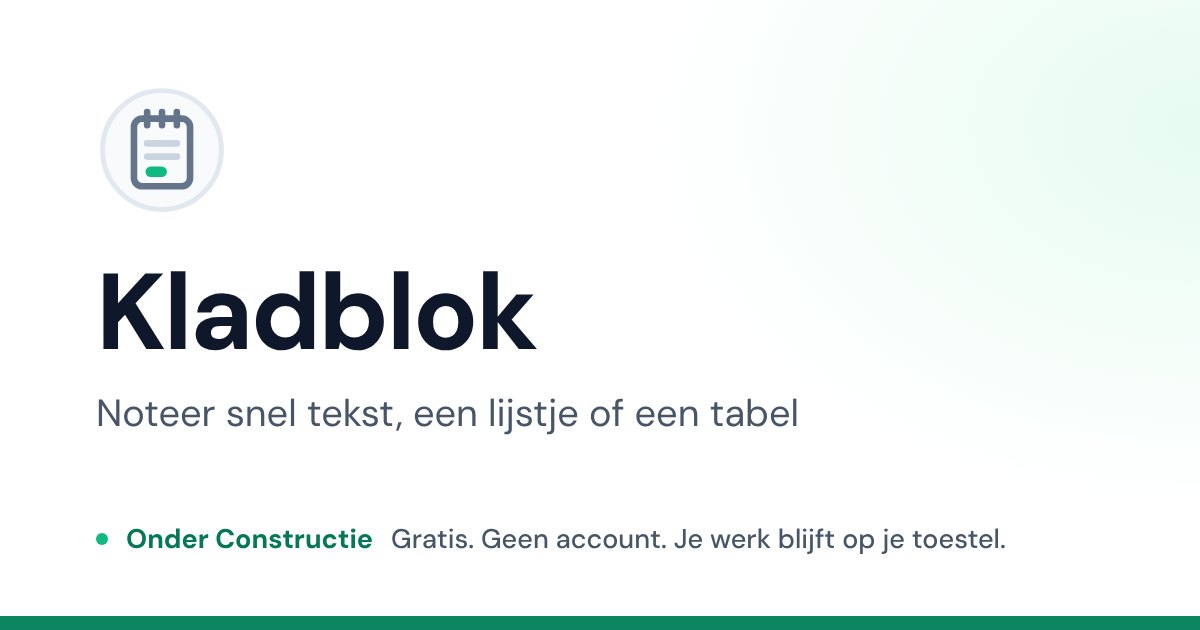 Kladblok
Noteer snel tekst, een lijstje of een tabel
Onder Constructie Gratis. Geen account. Je werk blijft op je toestel.